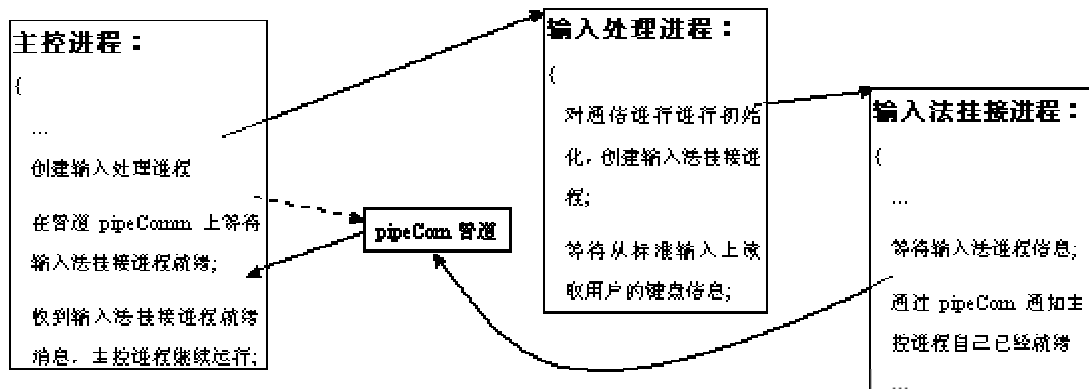 主控进程：
{
...
创建输入处理进程
在管道 pipeComm 上等待
输入法挂接进程就绪;
收到输入法挂接进程就绪
消息，主控进程继续运行;
pipeCom 管道
输入处理进程：
{
对通信进行进行初始
化，创建输入法挂接进
程;
等待从标准输入上读
取用户的键盘信息;
输入法挂接进程：
{
...
等待输入法进程信息;
通过 pipeCom 通知主
控进程自己已经就绪
...